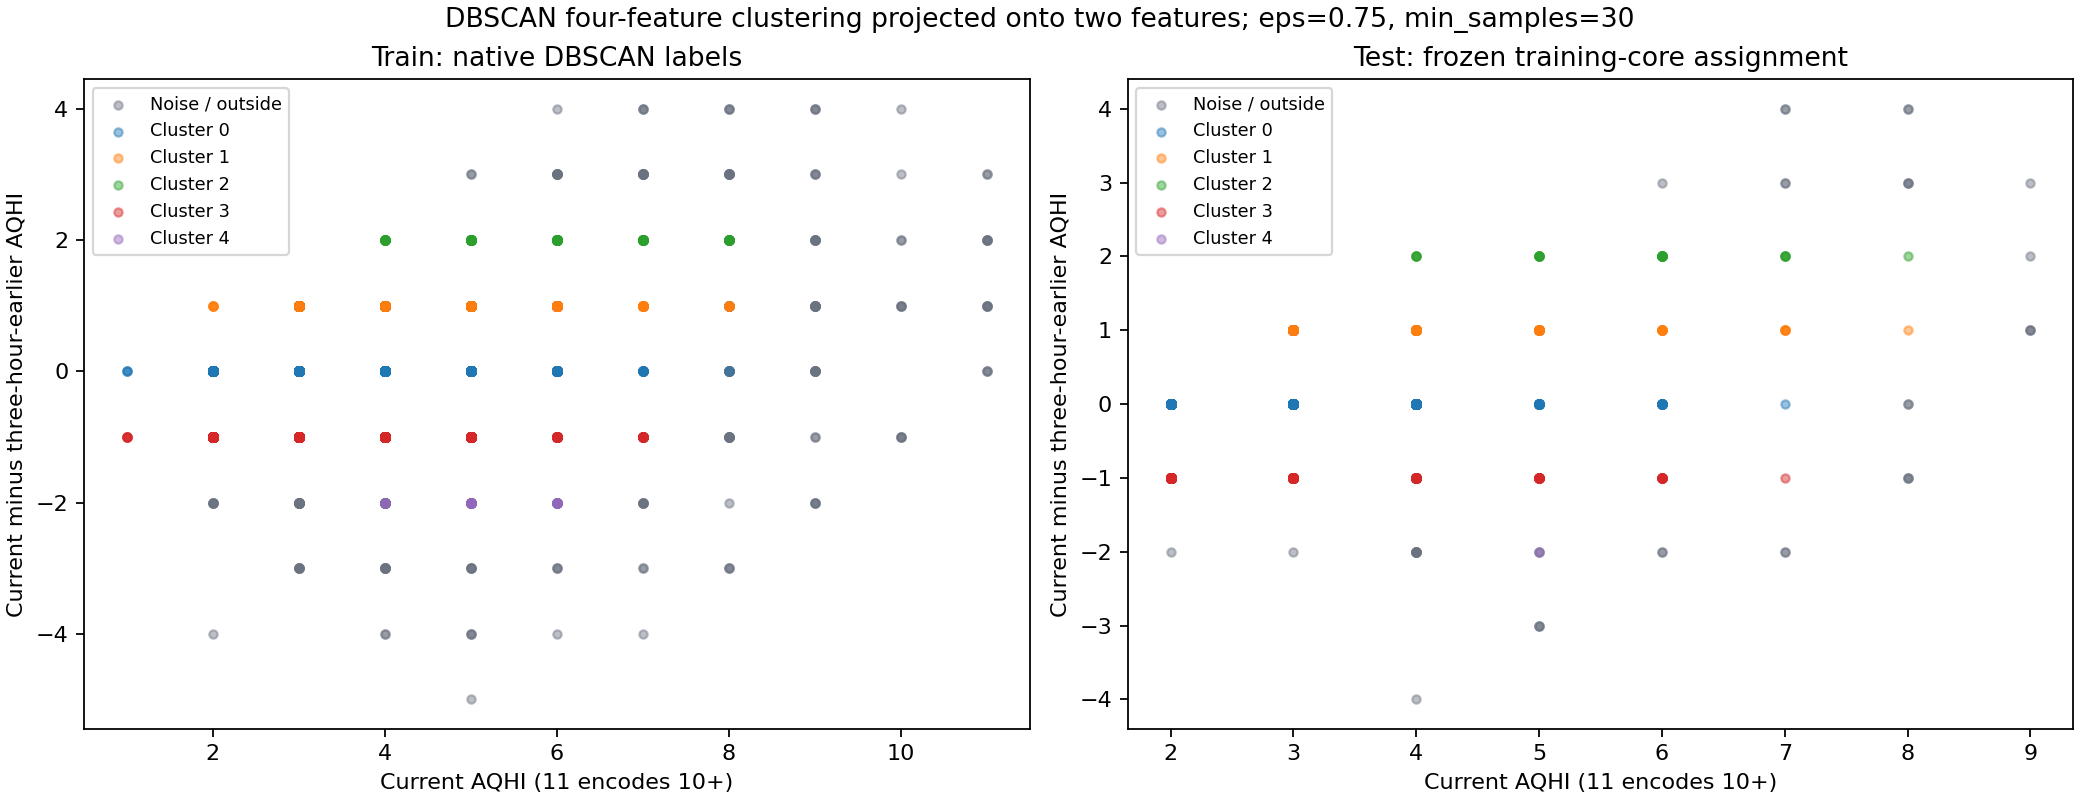 DBSCAN four-feature clustering projected onto two features; eps=0.75, min_samples=30
Train: native DBSCAN labels
Noise / outside
Cluster 0
Cluster 1
Cluster 2
Cluster 3
Cluster 4
Current minus three-hour-earlier AQHI
4
2
0
−2
−4
2
4
6
8
10
Current AQHI (11 encodes 10+)
Test: frozen training-core assignment
Noise / outside
Cluster 0
Cluster 1
Cluster 2
Cluster 3
Cluster 4
Current minus three-hour-earlier AQHI
4
3
2
1
0
−1
−2
−3
−4
2
3
4
5
6
7
8
9
Current AQHI (11 encodes 10+)